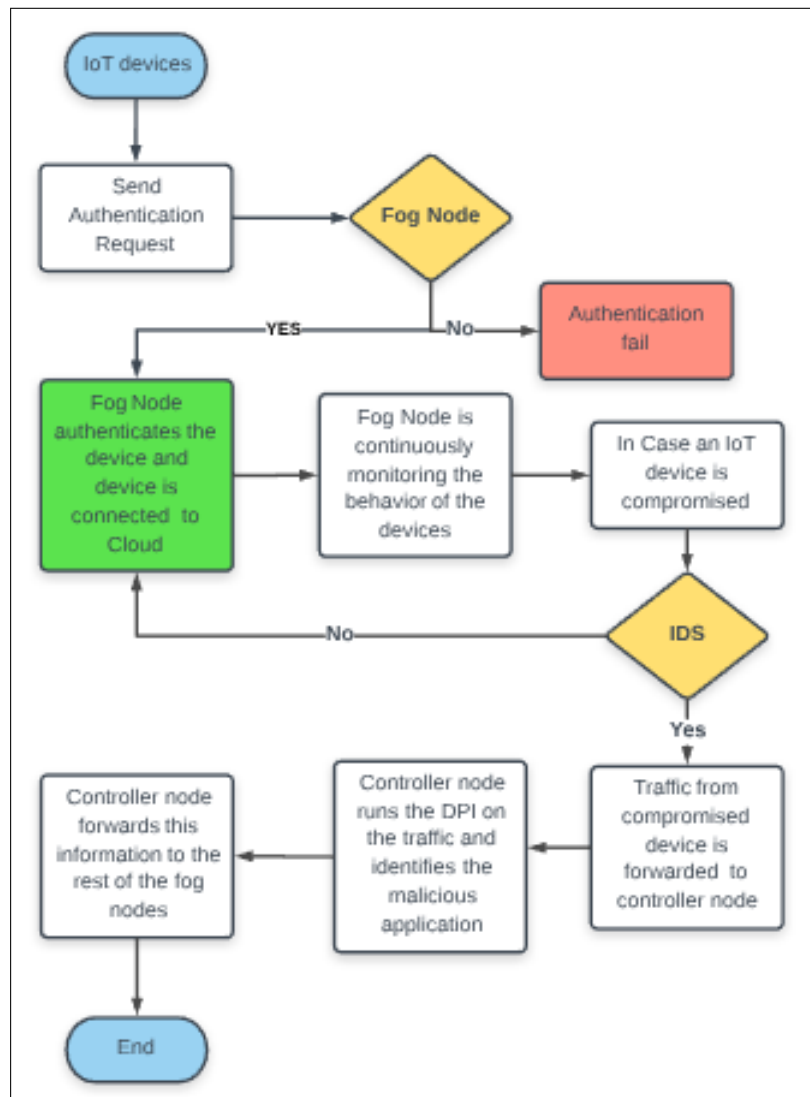 IoT devices
Send
Authentication
Request
Fog Node
YES
No
Authentication
fail
Fog Node
authenticates the
device and
device is
connected to
Cloud
Fog Node is
continuously
monitoring the
behavior of the
devices
In Case an IoT
device is
compromised
No
IDS
Yes
Traffic from
compromised
device is
forwarded to
controller node
Controller node
runs the DPI on
the traffic and
identifies the
malicious
application
Controller node
forwards this
information to the
rest of the fog
nodes
End